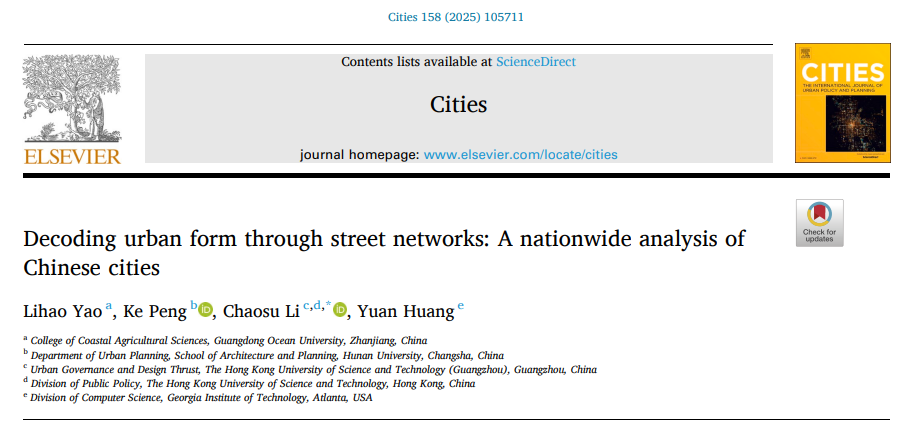 Cities 158 (2025) 105711
Contents lists available at ScienceDirect
Cities
journal homepage: www.elsevier.com/locate/cities
ELSEVIER
CITIES
THE INTERNATIONAL JOURNAL OF
URBAN POLICY AND PLANNING
Check for
updates
Decoding urban form through street networks: A nationwide analysis of
Chinese cities
Lihao Yao a, Ke Peng b, Chaosu Li c,d,*, Yuan Huang e
a College of Coastal Agricultural Sciences, Guangdong Ocean University, Zhanjiang, China
b Department of Urban Planning, School of Architecture and Planning, Hunan University, Changsha, China
c Urban Governance and Design Thrust, The Hong Kong University of Science and Technology (Guangzhou), Guangzhou, China
d Division of Public Policy, The Hong Kong University of Science and Technology, Hong Kong, China
e Division of Computer Science, Georgia Institute of Technology, Atlanta, USA